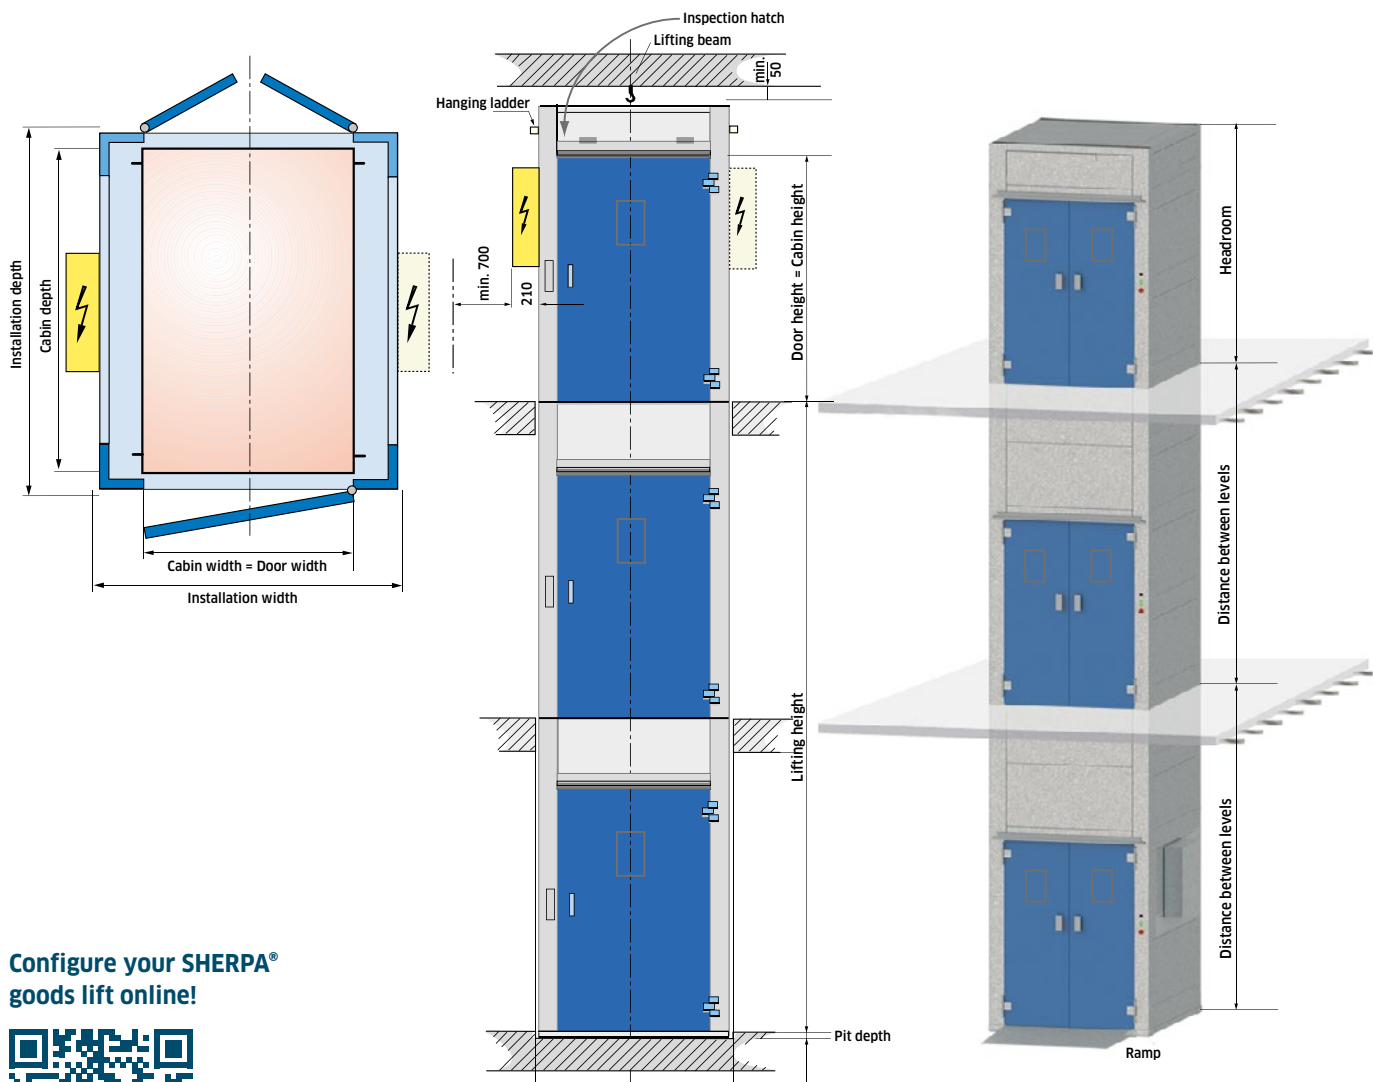 Inspection hatch
Lifting beam
min.
50
Hanging ladder
Installation depth
Cabin depth
min. 700
210
Door height = Cabin height
Headroom
Cabin width = Door width
Installation width
Distance between levels
Lifting height
Distance between levels
Configure your SHERPA®
goods lift online!
Pit depth
Ramp